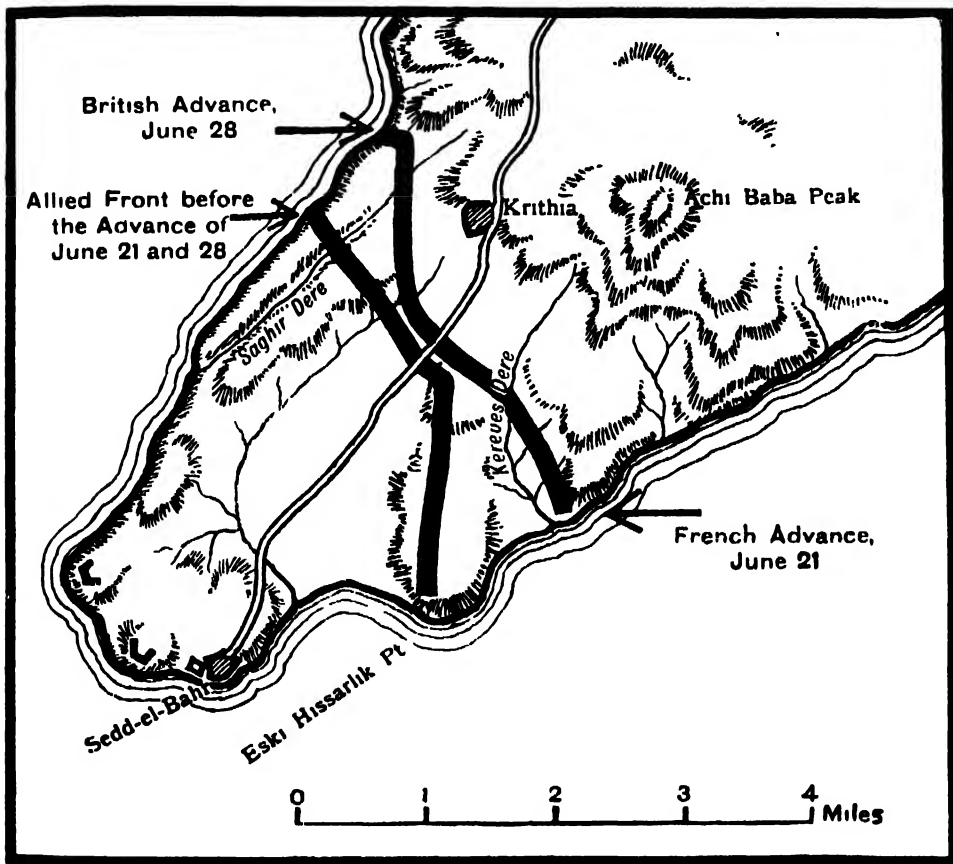 British Advance,
June 28
Allied Front before
the Advance of
June 21 and 28
Krithia
Achi Baba Peak
Saghir Dere
Kereves Dere
French Advance,
June 21
Sedd-el-Bahr
Eski Hissarlik Pt
0 1 2 3 4 Miles